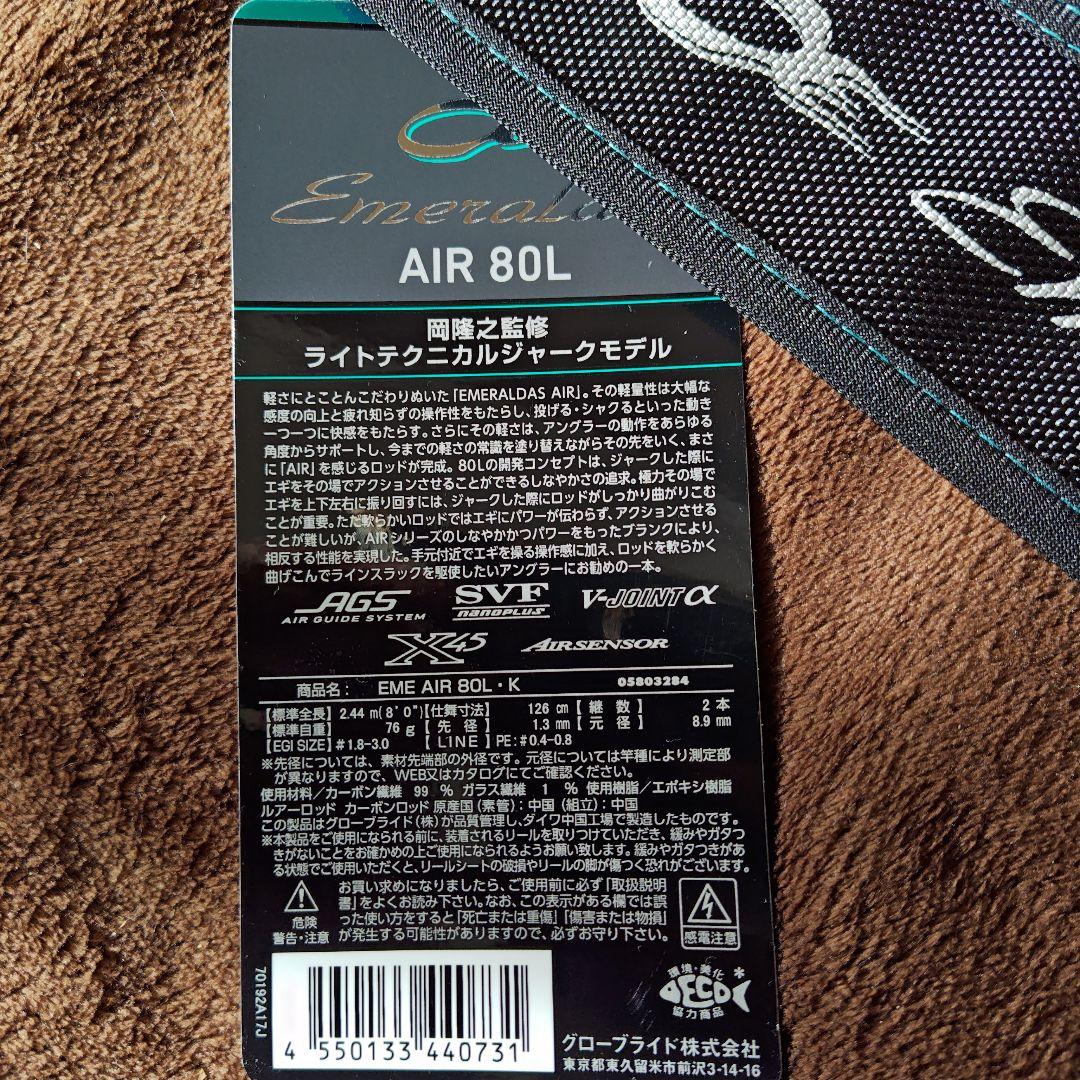 AIR 80L
岡隆之監修
ライトテクニカルジャークモデル
軽さにとことんこだわりぬいた「EMERALDAS AIR」。その軽量性は大幅な
感度の向上と疲れ知らずの操作性をもたらし、投げる・シャクるといった動き
一つ一つに快感をもたらす。さらにその軽さは、アングラーの動作をあらゆる
角度からサポートし、今までの軽さの常識を塗り替えながらその先をいく、まさ
に「AIR」を感じるロッドが完成。80Lの開発コンセプトは、ジャークした際に
エギをその場でアクションさせることができるしなやかさの追求。極力その場で
エギを上下左右に振り回すには、ジャークした際にロッドがしっかり曲がりこむ
ことが重要。ただ軟らかいロッドではエギにパワーが伝わらず、アクションさせる
ことが難しいが、AIRシリーズのしなやかかつパワーをもったブランクにより、
相反する性能を実現した。手元付近でエギを操る操作感に加え、ロッドを軟らかく
曲げこんでラインスラックを駆使したいアングラーにお勧めの一本。
AGS SVF V-JOINT α
AIR GUIDE SYSTEM nanoplus
X45 AIRSENSOR
商品名: EME AIR 80L・K 05803284
【標準全長】 2.44 m(8'0")【仕舞寸法】 126 cm【継数】 2本
【標準自重】 76 g【先径】 1.3 mm【元径】 8.9 mm
【EGI SIZE】#1.8-3.0 【LINE】PE:#0.4-0.8
※先径については、素材先端部の外径です。元径については竿種により測定部
が異なりますので、WEB又はカタログにてご確認ください。
使用材料/カーボン繊維 99 % ガラス繊維 1 % 使用樹脂/エポキシ樹脂
ルアーロッド カーボンロッド 原産国(素管):中国(組立):中国
この製品はグローブライド(株)が品質管理し、ダイワ中国工場で製造したものです。
※本製品をご使用になられる前に、装着されるリールを取りつけていただき、緩みやガタつ
きがないことをお確かめの上ご使用になられるようお願い致します。緩みやガタつきがあ
る状態でご使用いただくと、リールシートの破損やリールの脚が傷つく恐れがございます。
危険
警告・注意
お買い求めになりましたら、ご使用前に必ず「取扱説明
書」をよくお読み下さい。なお、この表示がある欄では誤
った使い方をすると「死亡または重傷」「傷害または物損」
が発生する可能性がありますので、必ずお守り下さい。
感電注意
70192A17J
4 550133 440731
環境・美化
ECO
協力商品
グローブライド株式会社
東京都東久留米市前沢3-14-16